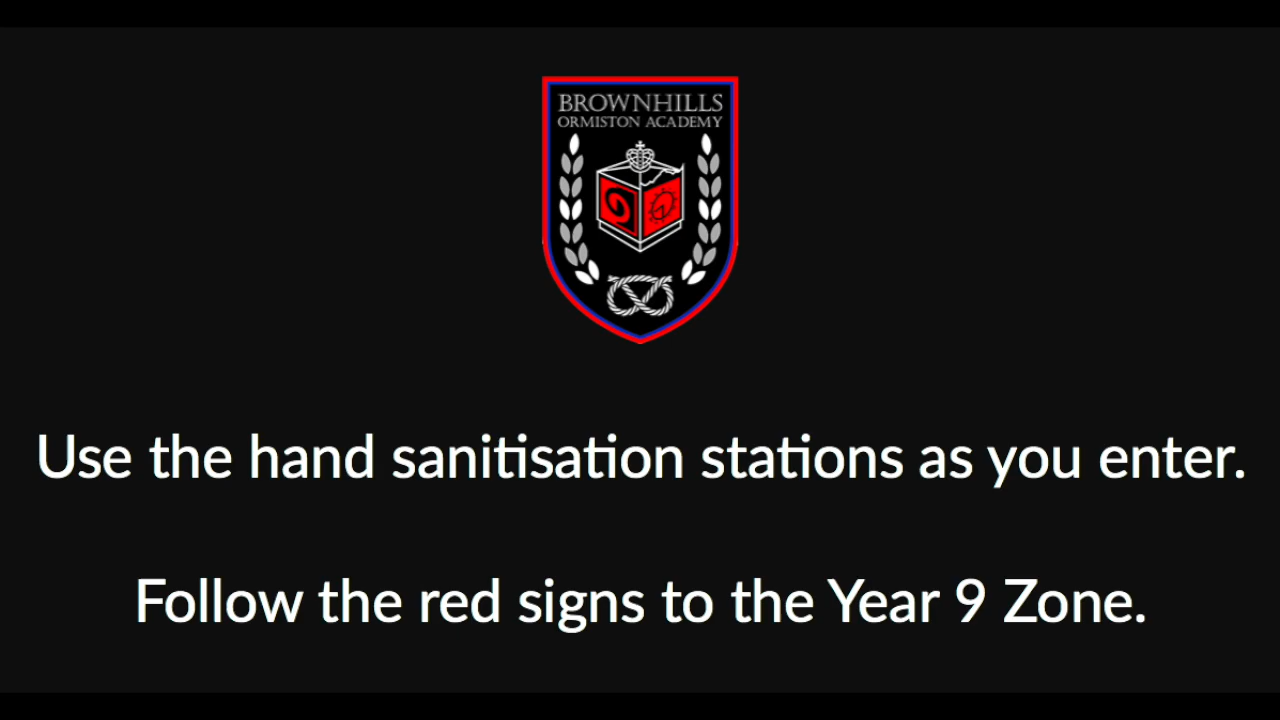 BROWNHILLS
ORMISTON ACADEMY
Use the hand sanitisation stations as you enter.
Follow the red signs to the Year 9 Zone.